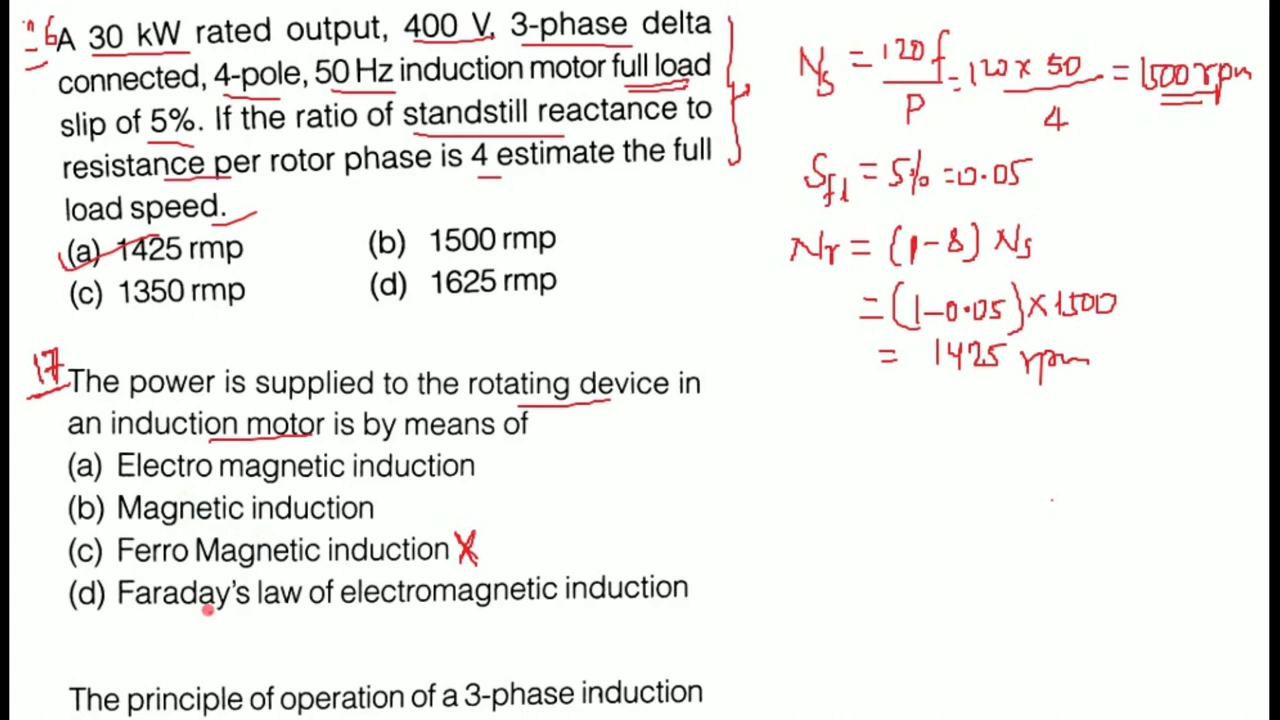 6
A 30 kW rated output, 400 V, 3-phase delta
connected, 4-pole, 50 Hz induction motor full load
slip of 5%. If the ratio of standstill reactance to
resistance per rotor phase is 4 estimate the full
load speed.
(a) 1425 rmp (b) 1500 rmp
(c) 1350 rmp (d) 1625 rmp
Ns = 120f / P = 120 × 50 / 4 = 1500 rpm
Sfl = 5% = 0.05
Nr = (1-s) Ns
= (1-0.05) × 1500
= 1425 rpm
17
The power is supplied to the rotating device in
an induction motor is by means of
(a) Electro magnetic induction
(b) Magnetic induction
(c) Ferro Magnetic induction X
(d) Faraday's law of electromagnetic induction
The principle of operation of a 3-phase induction